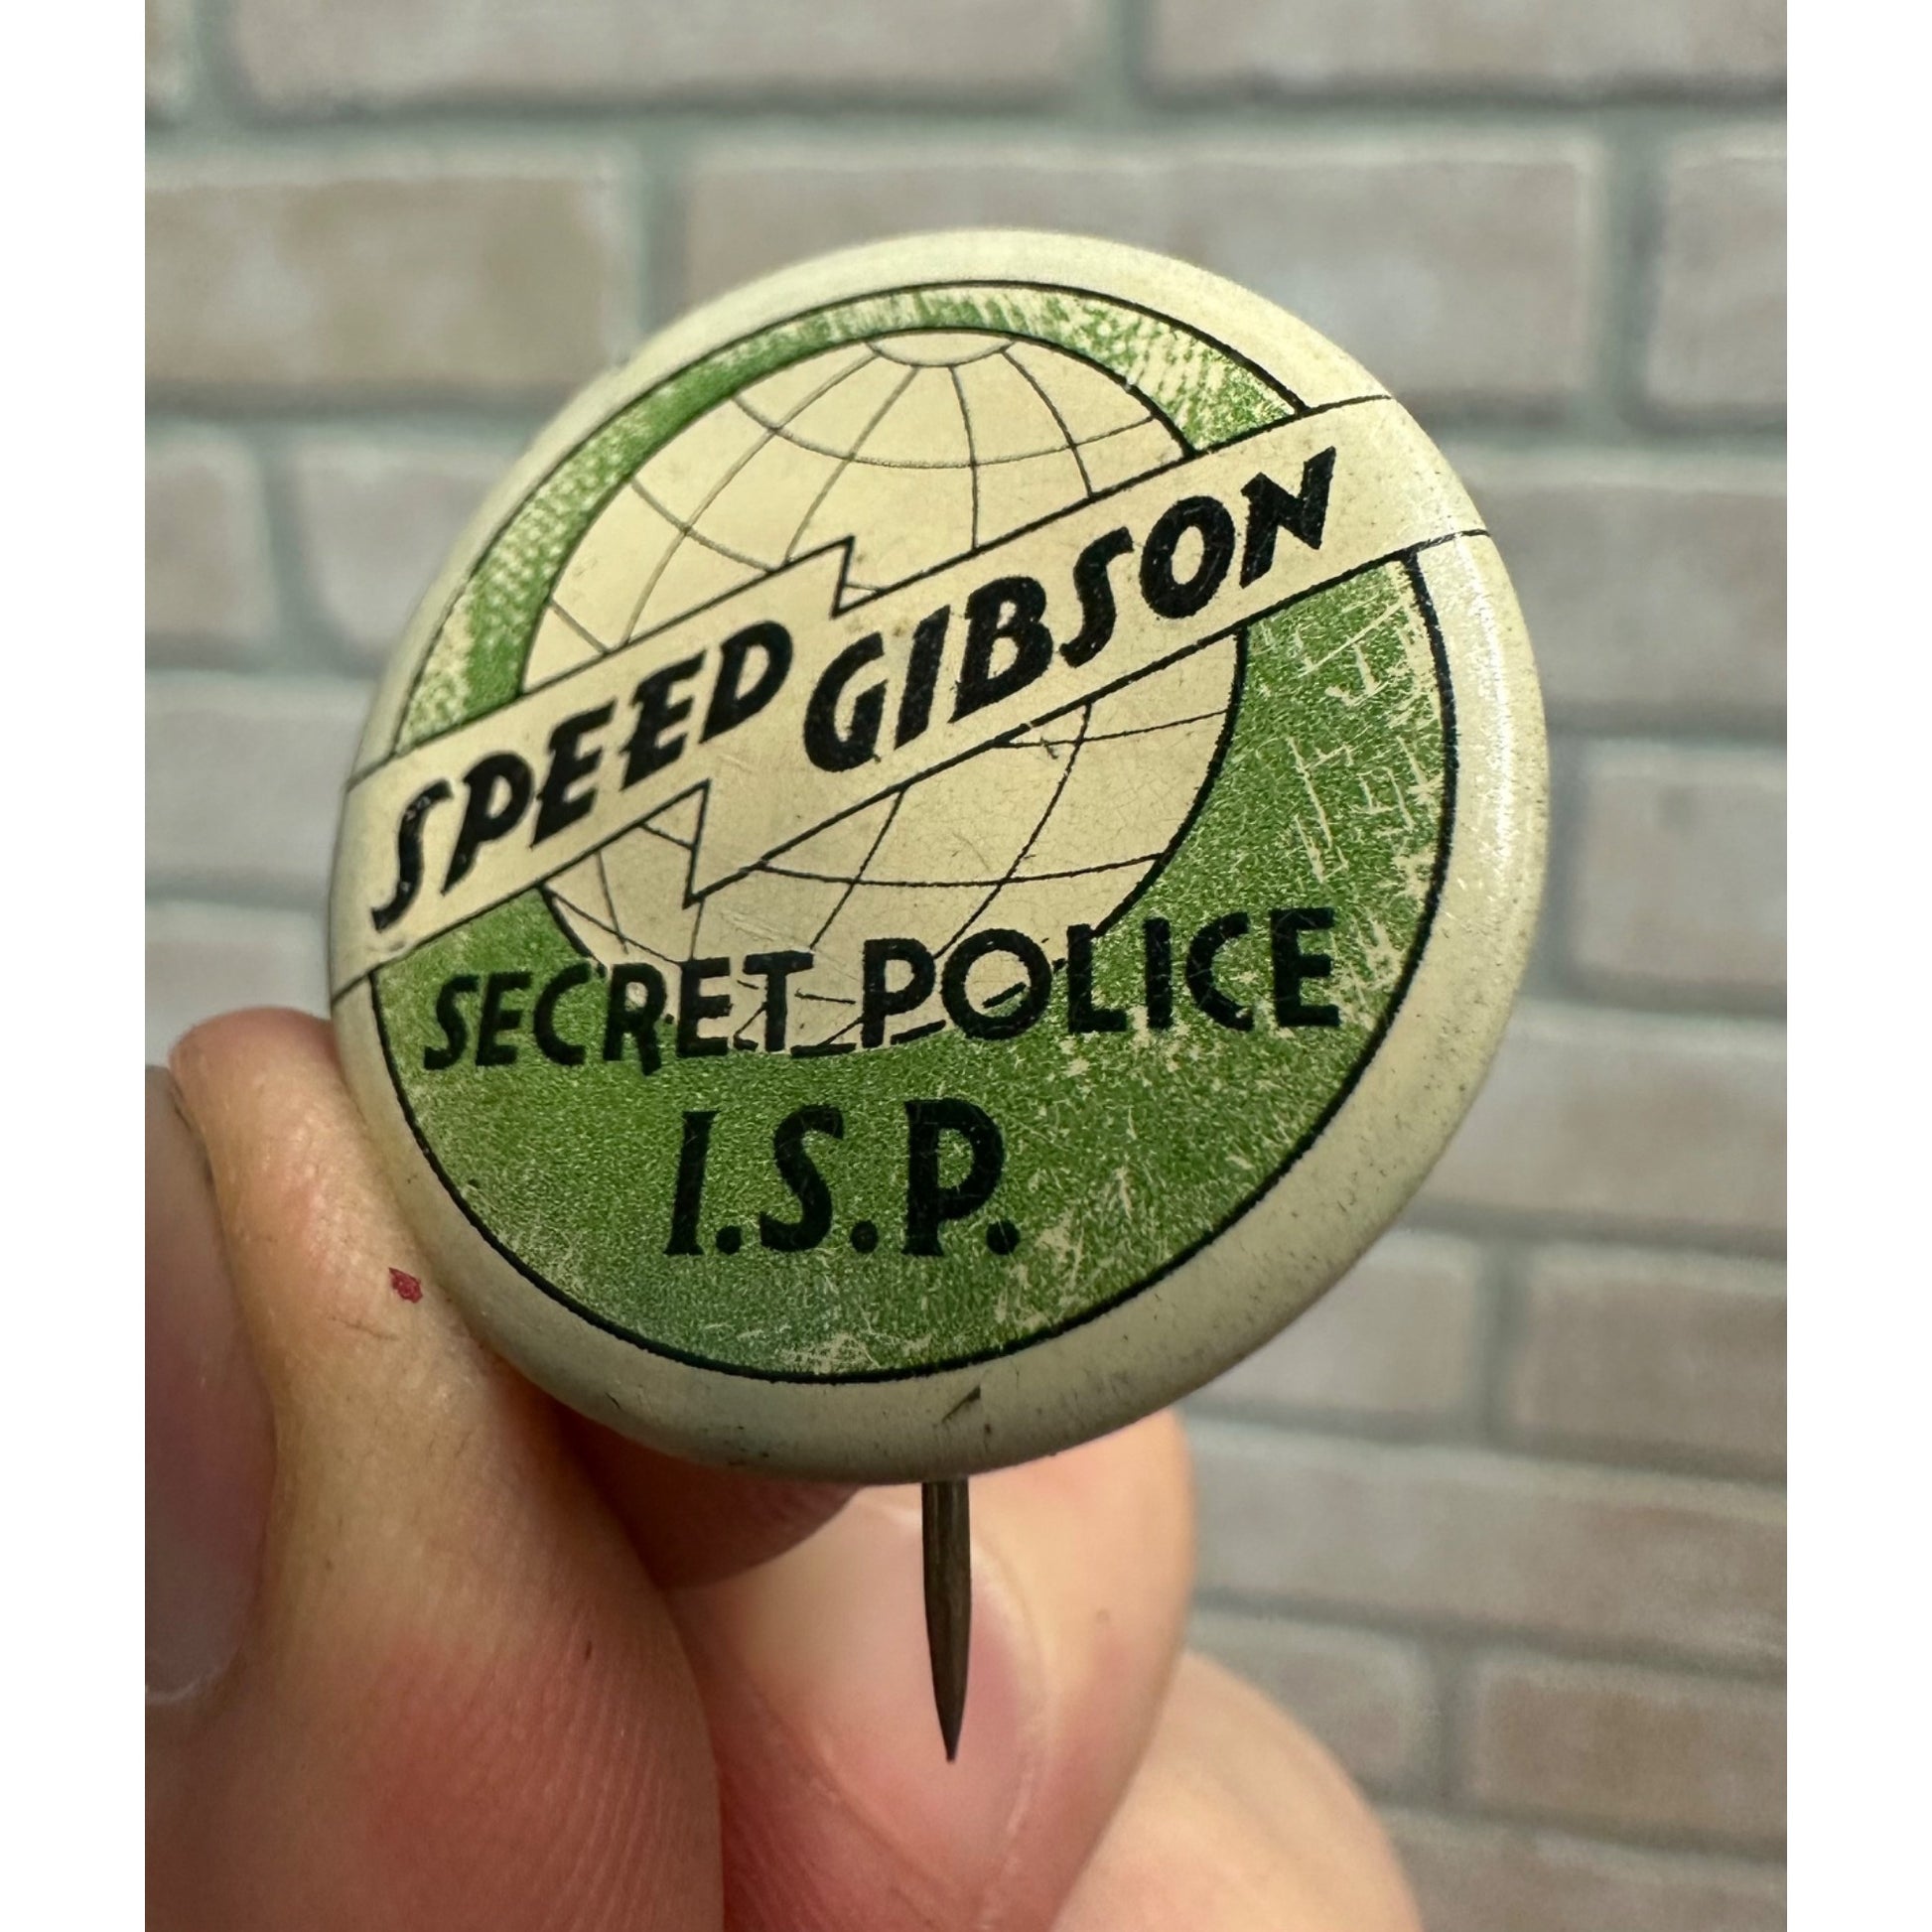 SPEED GIBSON
SECRET POLICE
I.S.P.